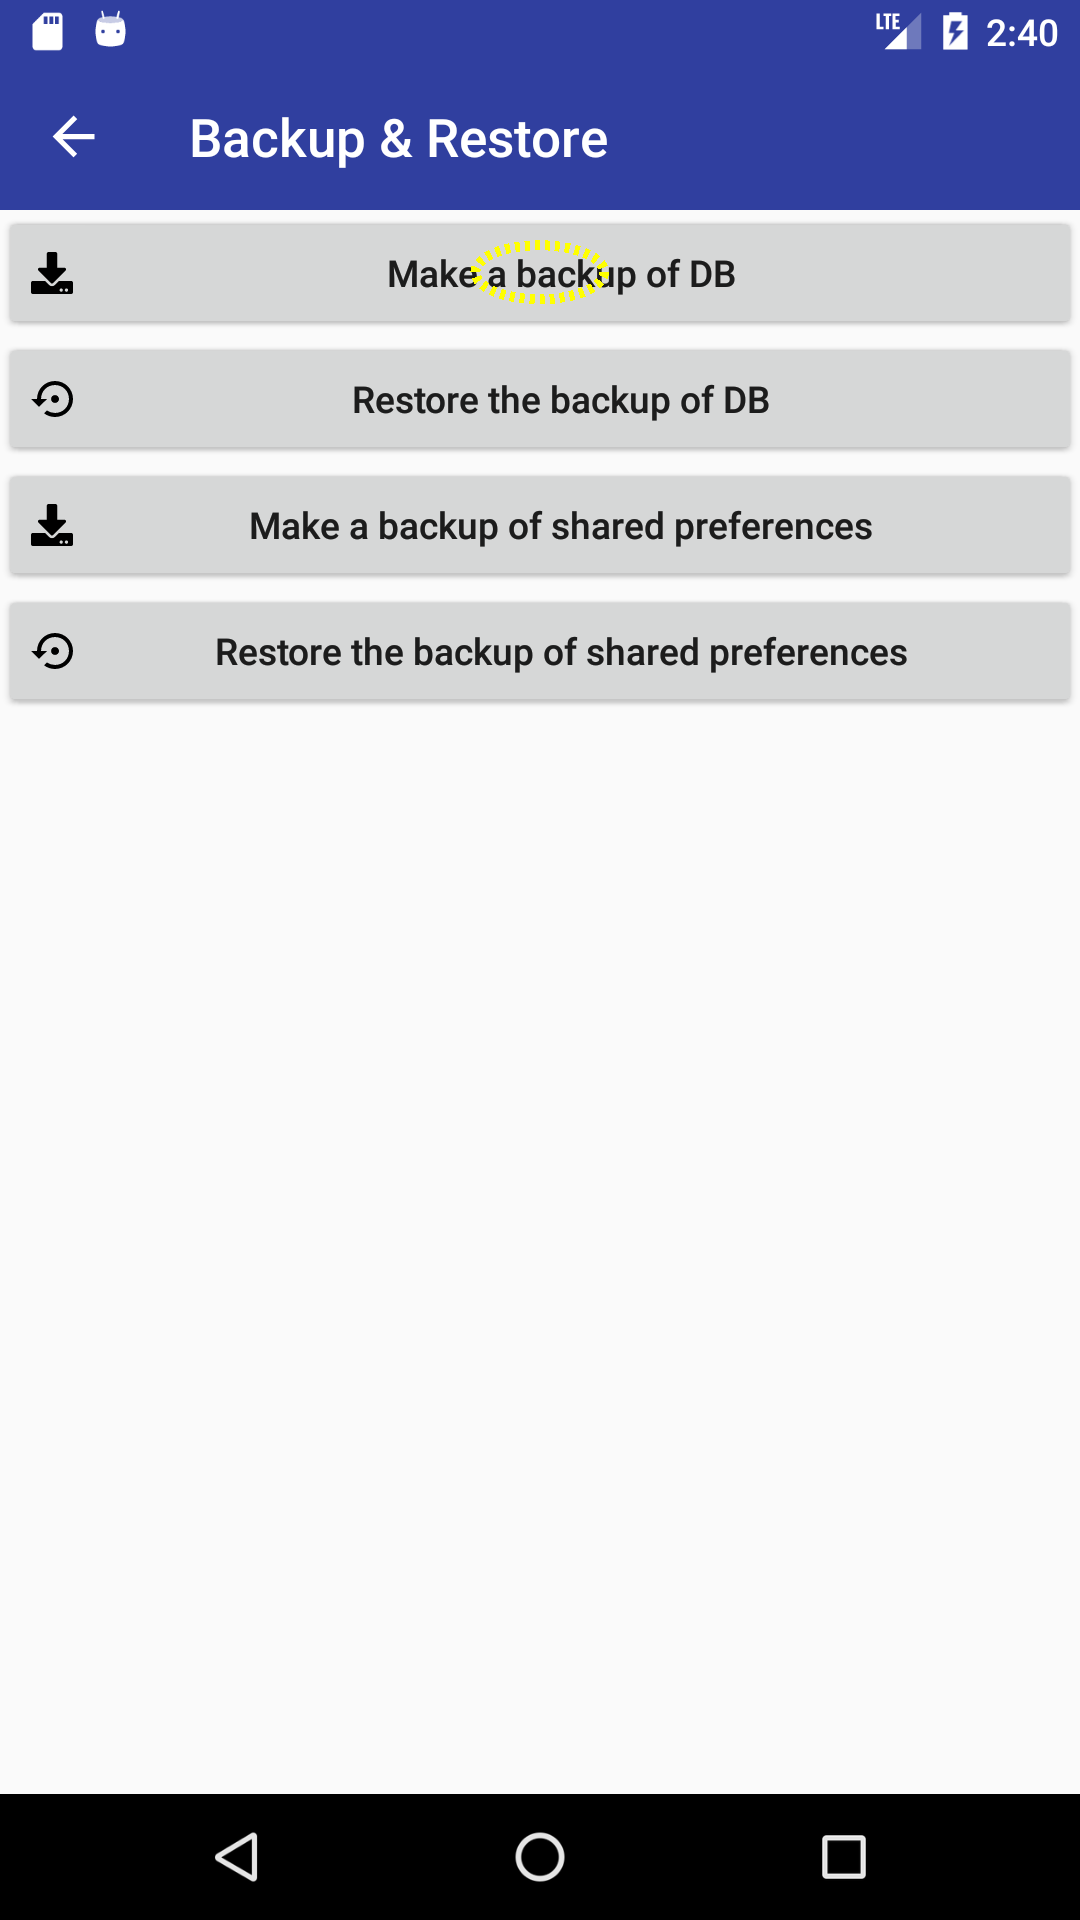 LTE 2:40
Backup & Restore
Make a backup of DB
Restore the backup of DB
Make a backup of shared preferences
Restore the backup of shared preferences